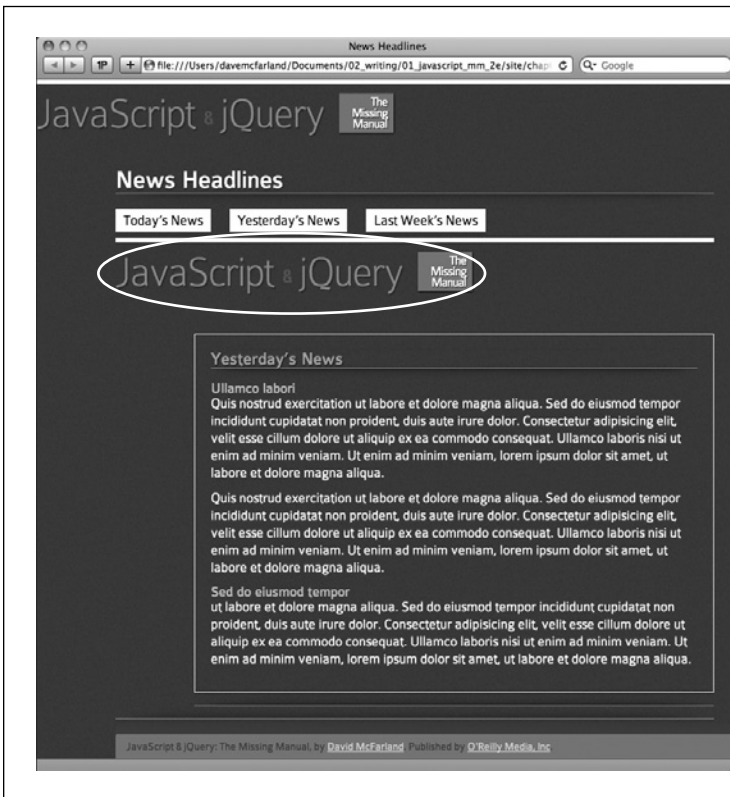 News Headlines
1P + file:///Users/davemcfarland/Documents/02_writing/01_javascript_mm_2e/site/chap Google
JavaScript & jQuery The
Missing
Manual
News Headlines
Today's News Yesterday's News Last Week's News
JavaScript & jQuery The
Missing
Manual
Yesterday's News
Ullamco labori
Quis nostrud exercitation ut labore et dolore magna aliqua. Sed do eiusmod tempor
incididunt cupidatat non proident, duis aute irure dolor. Consectetur adipisicing elit,
velit esse cillum dolore ut aliquip ex ea commodo consequat. Ullamco laboris nisi ut
enim ad minim veniam. Ut enim ad minim veniam, lorem ipsum dolor sit amet, ut
labore et dolore magna aliqua.
Quis nostrud exercitation ut labore et dolore magna aliqua. Sed do eiusmod tempor
incididunt cupidatat non proident, duis aute irure dolor. Consectetur adipisicing elit,
velit esse cillum dolore ut aliquip ex ea commodo consequat. Ullamco laboris nisi ut
enim ad minim veniam. Ut enim ad minim veniam, lorem ipsum dolor sit amet, ut
labore et dolore magna aliqua.
Sed do eiusmod tempor
ut labore et dolore magna aliqua. Sed do eiusmod tempor incididunt cupidatat non
proident, duis aute irure dolor. Consectetur adipisicing elit, velit esse cillum dolore ut
aliquip ex ea commodo consequat. Ullamco laboris nisi ut enim ad minim veniam. Ut
enim ad minim veniam, lorem ipsum dolor sit amet, ut labore et dolore magna aliqua.
JavaScript & jQuery: The Missing Manual, by David McFarland. Published by O'Reilly Media, Inc.